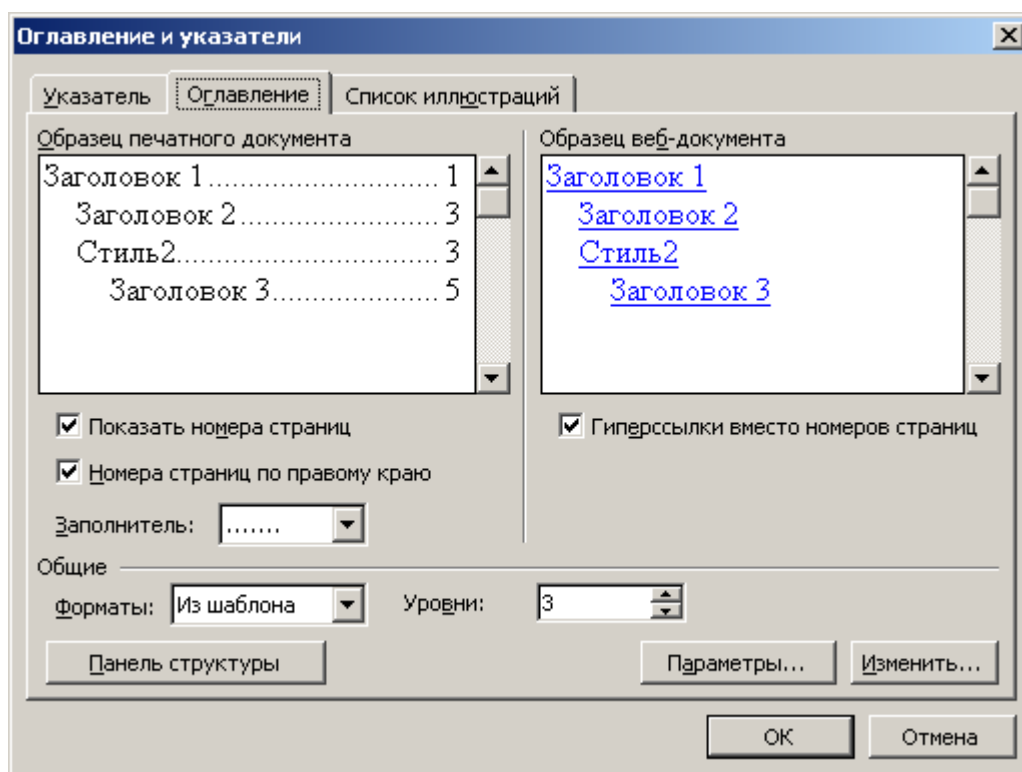 Оглавление и указатели
Указатель
Оглавление
Список иллюстраций
Образец печатного документа
Заголовок 1............................ 1
Заголовок 2........................ 3
Стиль2.............................. 3
Заголовок 3.................... 5
Образец веб-документа
Заголовок 1
Заголовок 2
Стиль2
Заголовок 3
Показать номера страниц
Номера страниц по правому краю
Заполнитель: .......
Гиперссылки вместо номеров страниц
Общие
Форматы: Из шаблона Уровни: 3
Панель структуры Параметры... Изменить...
ОК Отмена